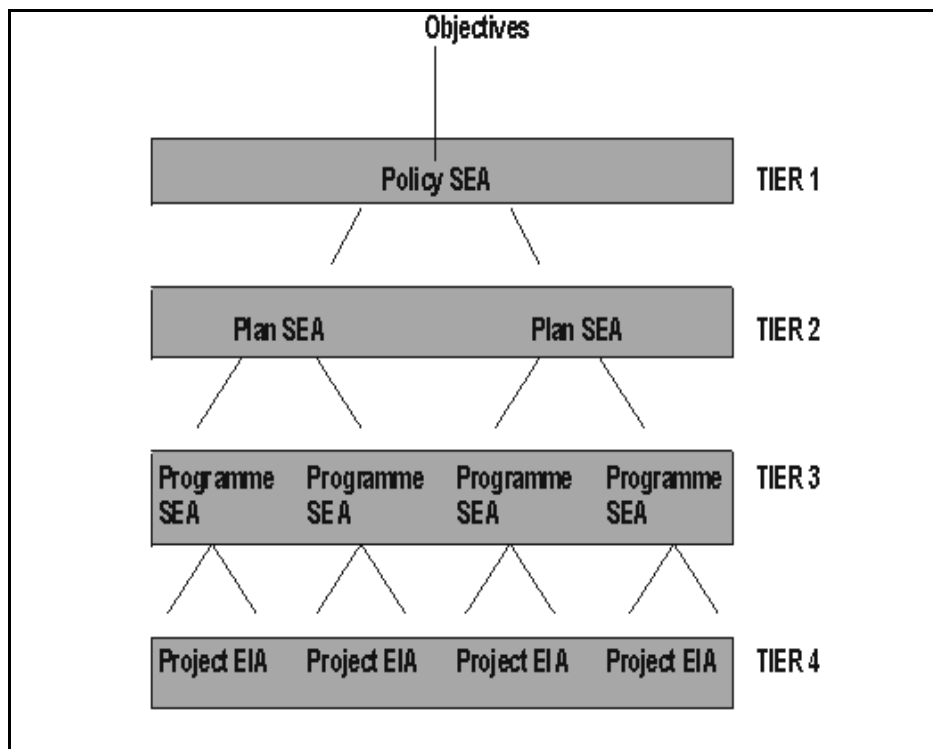 Objectives
Policy SEA TIER 1
Plan SEA Plan SEA TIER 2
Programme Programme Programme Programme TIER 3
SEA SEA SEA SEA
Project EIA Project EIA Project EIA Project EIA TIER 4